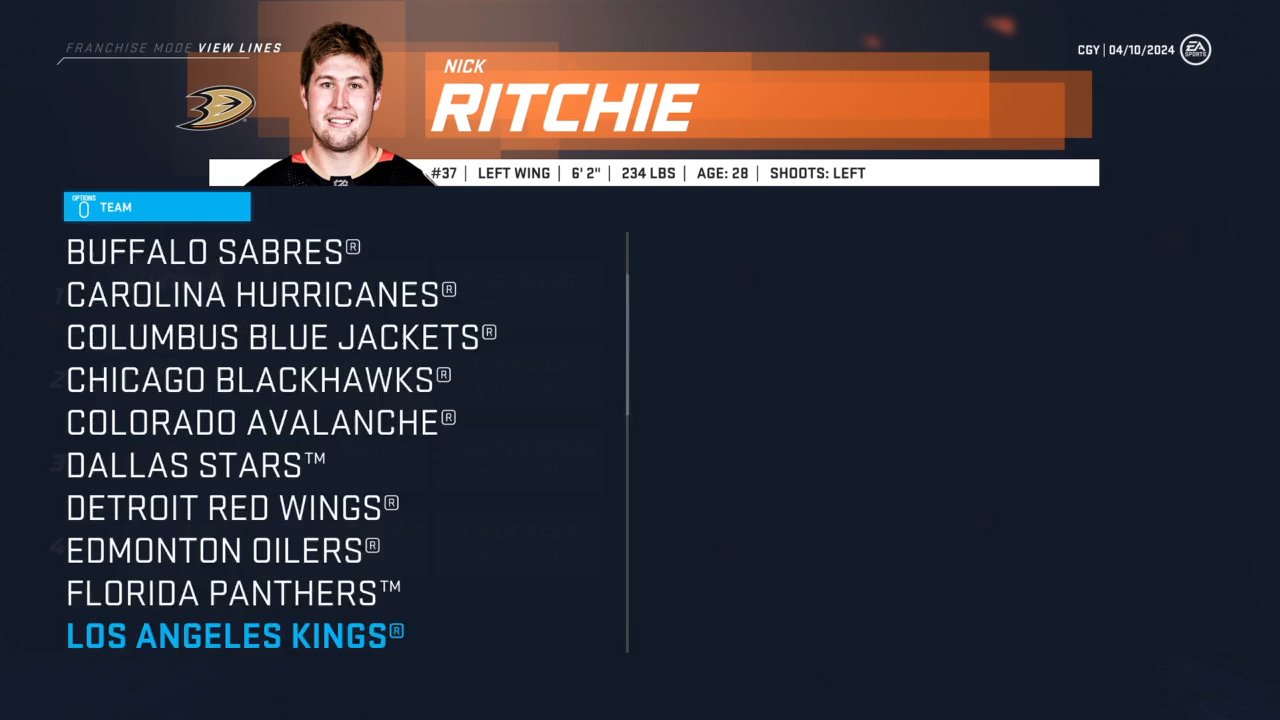 FRANCHISE MODE VIEW LINES
CGY | 04/10/2024 EA SPORTS
NICK
RITCHIE
#37 | LEFT WING | 6' 2" | 234 LBS | AGE: 28 | SHOOTS: LEFT
OPTIONS TEAM
BUFFALO SABRES®
CAROLINA HURRICANES®
COLUMBUS BLUE JACKETS®
CHICAGO BLACKHAWKS®
COLORADO AVALANCHE®
DALLAS STARS™
DETROIT RED WINGS®
EDMONTON OILERS®
FLORIDA PANTHERS™
LOS ANGELES KINGS®